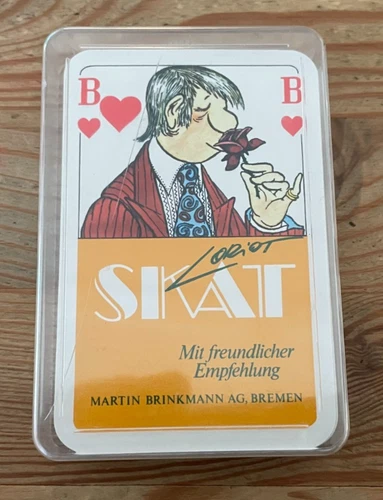 B B
LORIOT
SKAT
Mit freundlicher
Empfehlung
MARTIN BRINKMANN AG, BREMEN